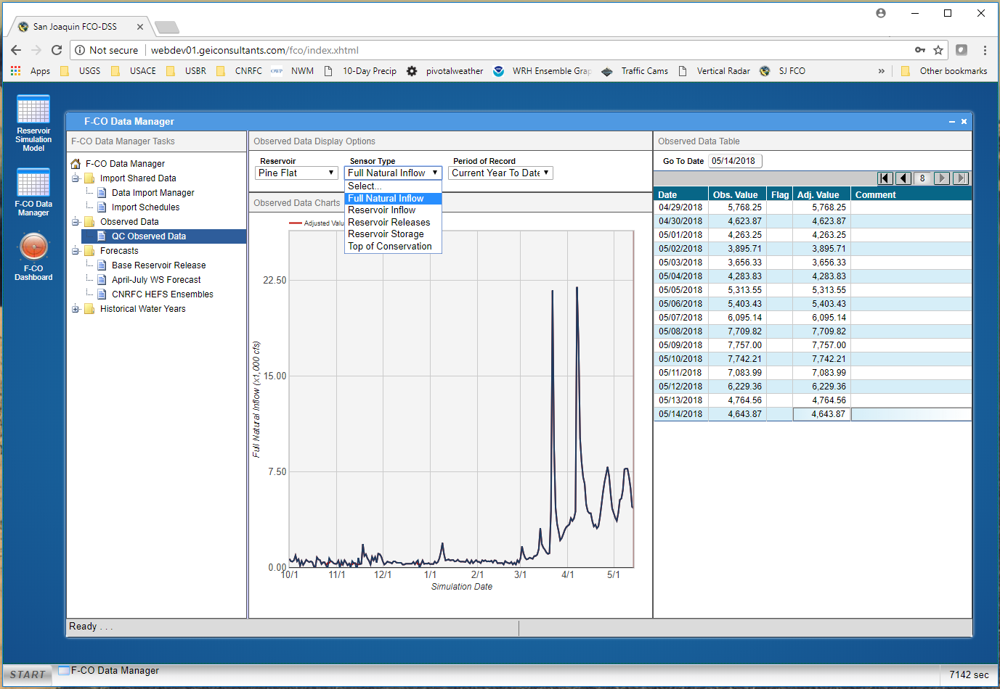 San Joaquin FCO-DSS
Not secure webdev01.geiconsultants.com/fco/index.xhtml
Apps USGS USACE USBR CNRFC NWM 10-Day Precip pivotalweather WRH Ensemble Grap Traffic Cams Vertical Radar SJ FCO » Other bookmarks
Reservoir
Simulation
Model
F-CO Data
Manager
F-CO
Dashboard
F-CO Data Manager
F-CO Data Manager Tasks
F-CO Data Manager
Import Shared Data
Data Import Manager
Import Schedules
Observed Data
QC Observed Data
Forecasts
Base Reservoir Release
April-July WS Forecast
CNRFC HEFS Ensembles
Historical Water Years
Observed Data Display Options
Reservoir Sensor Type Period of Record
Pine Flat Full Natural Inflow Current Year To Date
Select...
Full Natural Inflow
Reservoir Inflow
Reservoir Releases
Reservoir Storage
Top of Conservation
Observed Data Charts
Adjusted Valu
22.50
15.00
7.50
0.00
Full Natural Inflow (x1,000 cfs)
10/1 11/1 12/1 1/1 2/1 3/1 4/1 5/1
Simulation Date
Observed Data Table
Go To Date 05/14/2018
8
Date Obs. Value Flag Adj. Value Comment
04/29/2018 5,768.25 5,768.25
04/30/2018 4,623.87 4,623.87
05/01/2018 4,263.25 4,263.25
05/02/2018 3,895.71 3,895.71
05/03/2018 3,656.33 3,656.33
05/04/2018 4,283.83 4,283.83
05/05/2018 5,313.55 5,313.55
05/06/2018 5,403.43 5,403.43
05/07/2018 6,095.14 6,095.14
05/08/2018 7,709.82 7,709.82
05/09/2018 7,757.00 7,757.00
05/10/2018 7,742.21 7,742.21
05/11/2018 7,083.99 7,083.99
05/12/2018 6,229.36 6,229.36
05/13/2018 4,764.56 4,764.56
05/14/2018 4,643.87 4,643.87
Ready . . .
START F-CO Data Manager 7142 sec